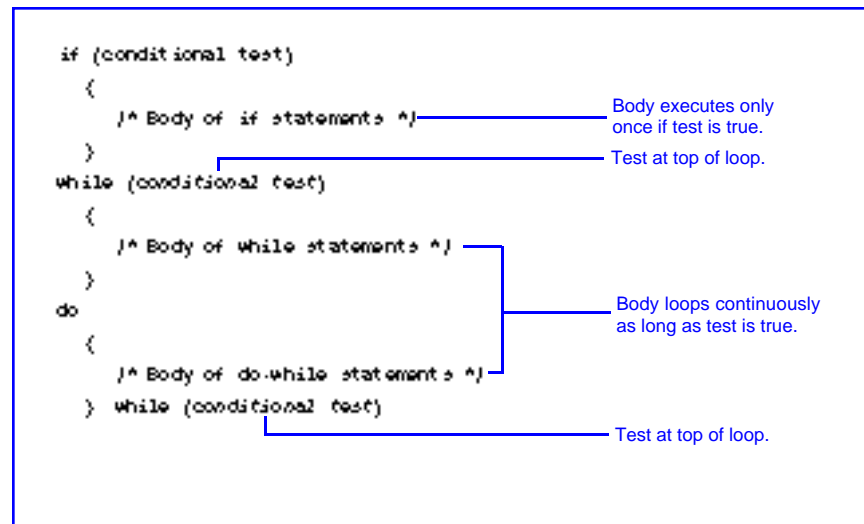 if (conditional test)
{
/* Body of if statements */
Body executes only
once if test is true.
}
Test at top of loop.
while (conditional test)
{
/* Body of while statements */
}
do
Body loops continuously
as long as test is true.
{
/* Body of do-while statements */
} while (conditional test)
Test at top of loop.